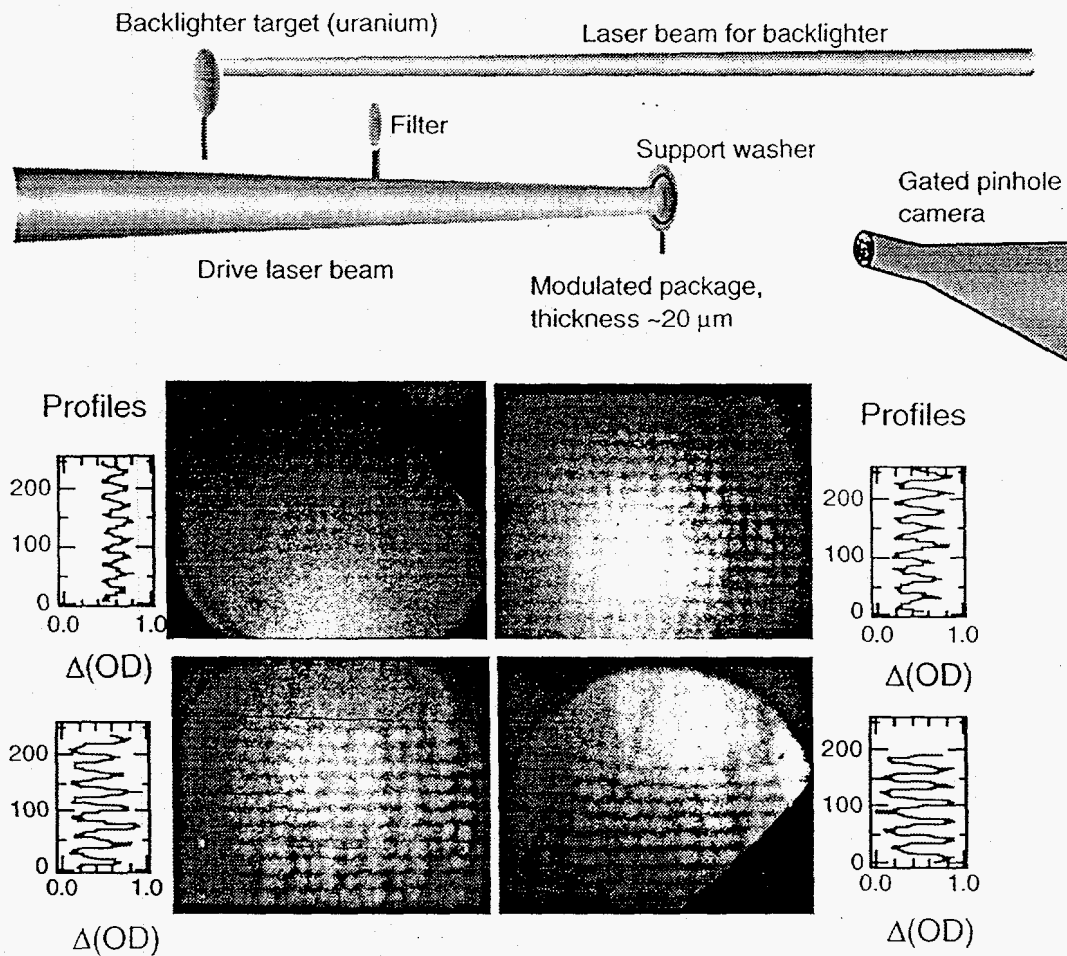 Backlighter target (uranium)
Laser beam for backlighter
Filter
Support washer
Gated pinhole
camera
Drive laser beam
Modulated package,
thickness ~20 μm
Profiles
200
100
0
0.0 1.0
Δ(OD)
Profiles
200
100
0
0.0 1.0
Δ(OD)
200
100
0
0.0 1.0
Δ(OD)
200
100
0
0.0 1.0
Δ(OD)